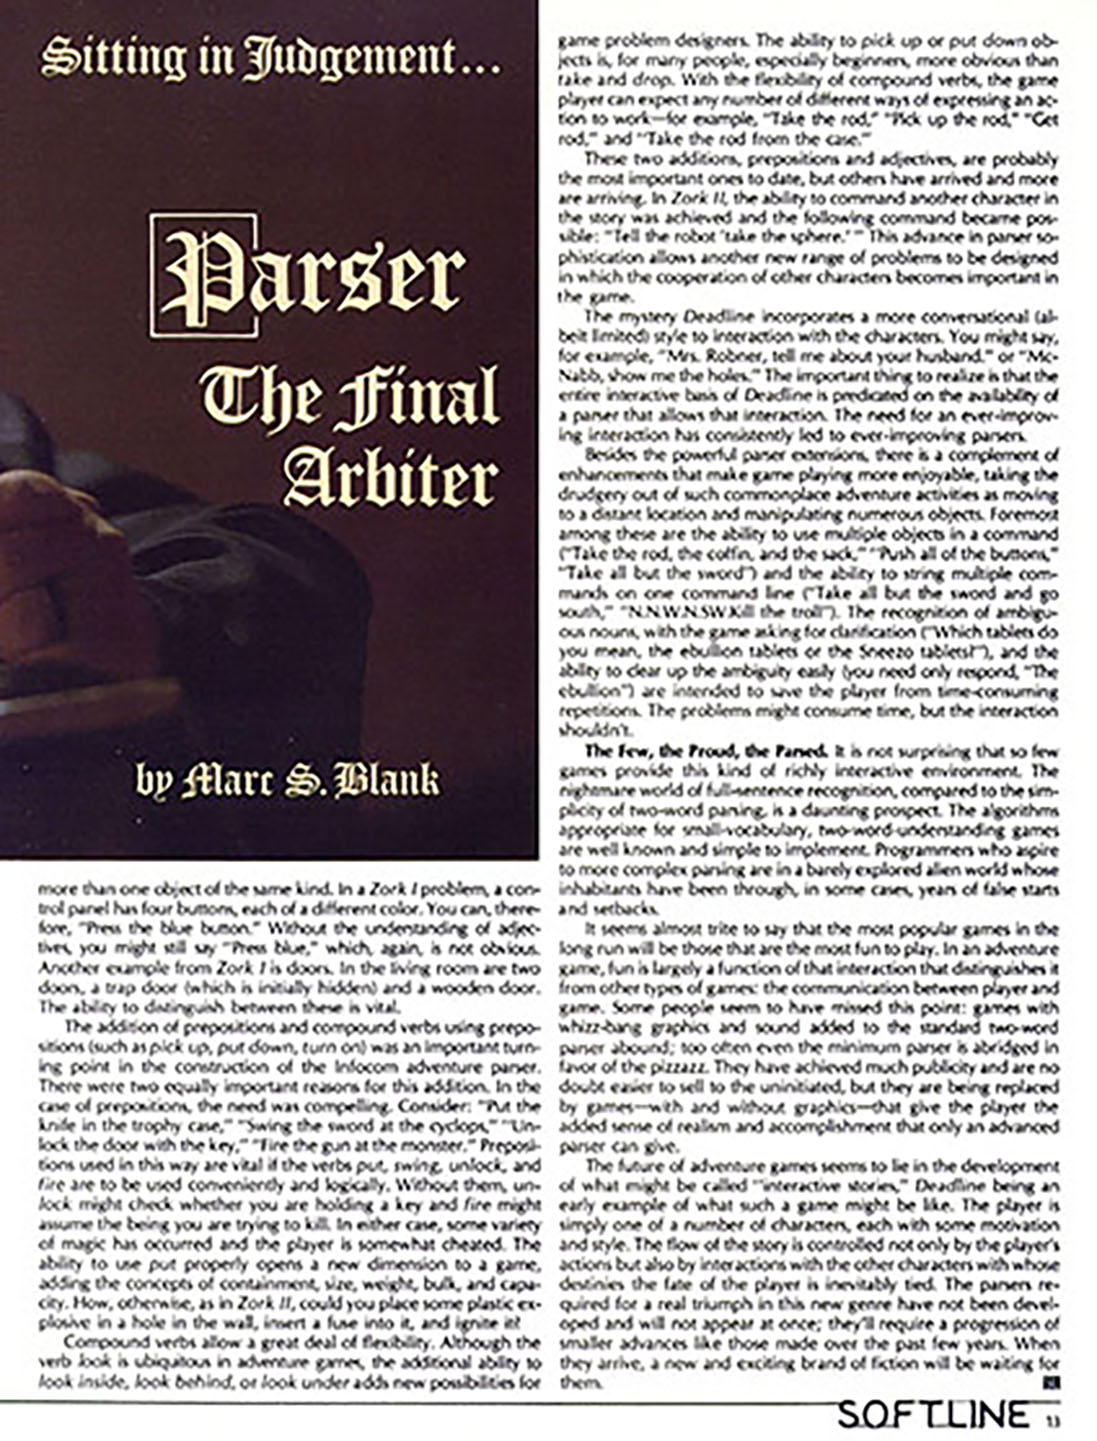 Sitting in Judgement...
Parser
The Final
Arbiter
by Marc S. Blank
more than one object of the same kind. In a Zork I problem, a con-
trol panel has four buttons, each of a different color. You can, there-
fore, "Press the blue button." Without the understanding of adjec-
tives, you might still say "Press blue," which, again, is not obvious.
Another example from Zork I is doors. In the living room are two
doors, a trap door (which is initially hidden) and a wooden door.
The ability to distinguish between these is vital.
The addition of prepositions and compound verbs using prepo-
sitions (such as pick up, put down, turn on) was an important turn-
ing point in the construction of the Infocom adventure parser.
There were two equally important reasons for this addition. In the
case of prepositions, the need was compelling. Consider: "Put the
knife in the trophy case," "Swing the sword at the cyclops," "Un-
lock the door with the key," "Fire the gun at the monster." Preposi-
tions used in this way are vital if the verbs put, swing, unlock, and
fire are to be used conveniently and logically. Without them, un-
lock might check whether you are holding a key and fire might
assume the being you are trying to kill. In either case, some variety
of magic has occurred and the player is somewhat cheated. The
ability to use put properly opens a new dimension to a game,
adding the concepts of containment, size, weight, bulk, and capa-
city. How, otherwise, as in Zork II, could you place some plastic ex-
plosive in a hole in the wall, insert a fuse into it, and ignite it?
Compound verbs allow a great deal of flexibility. Although the
verb look is ubiquitous in adventure games, the additional ability to
look inside, look behind, or look under adds new possibilities for
game problem designers. The ability to pick up or put down ob-
jects is, for many people, especially beginners, more obvious than
take and drop. With the flexibility of compound verbs, the game
player can expect any number of different ways of expressing an ac-
tion to work—for example, "Take the rod," "Pick up the rod," "Get
rod," and "Take the rod from the case."
These two additions, prepositions and adjectives, are probably
the most important ones to date, but others have arrived and more
are arriving. In Zork II, the ability to command another character in
the story was achieved and the following command became pos-
sible: "Tell the robot 'take the sphere.'" This advance in parser so-
phistication allows another new range of problems to be designed
in which the cooperation of other characters becomes important in
the game.
The mystery Deadline incorporates a more conversational (al-
beit limited) style to interaction with the characters. You might say,
for example, "Mrs. Robner, tell me about your husband." or "Mc-
Nabb, show me the holes." The important thing to realize is that the
entire interactive basis of Deadline is predicated on the availability of
a parser that allows that interaction. The need for an ever-improv-
ing interaction has consistently led to ever-improving parsers.
Besides the powerful parser extensions, there is a complement of
enhancements that make game playing more enjoyable, taking the
drudgery out of such commonplace adventure activities as moving
to a distant location and manipulating numerous objects. Foremost
among these are the ability to use multiple objects in a command
("Take the rod, the coffin, and the sack," "Push all of the buttons,"
"Take all but the sword") and the ability to string multiple com-
mands on one command line ("Take all but the sword and go
south," "N.N.W.N.SW.Kill the troll"). The recognition of ambigu-
ous nouns, with the game asking for clarification ("Which tablets do
you mean, the ebullion tablets or the Sneezo tablets?"), and the
ability to clear up the ambiguity easily (you need only respond, "The
ebullion") are intended to save the player from time-consuming
repetitions. The problems might consume time, but the interaction
shouldn't.
The Few, the Proud, the Parsed. It is not surprising that so few
games provide this kind of richly interactive environment. The
nightmare world of full-sentence recognition, compared to the sim-
plicity of two-word parsing, is a daunting prospect. The algorithms
appropriate for small-vocabulary, two-word-understanding games
are well known and simple to implement. Programmers who aspire
to more complex parsing are in a barely explored alien world whose
inhabitants have been through, in some cases, years of false starts
and setbacks.
It seems almost trite to say that the most popular games in the
long run will be those that are the most fun to play. In an adventure
game, fun is largely a function of that interaction that distinguishes it
from other types of games: the communication between player and
game. Some people seem to have missed this point: games with
whizz-bang graphics and sound added to the standard two-word
parser abound; too often even the minimum parser is abridged in
favor of the pizzazz. They have achieved much publicity and are no
doubt easier to sell to the uninitiated, but they are being replaced
by games—with and without graphics—that give the player the
added sense of realism and accomplishment that only an advanced
parser can give.
The future of adventure games seems to lie in the development
of what might be called "interactive stories," Deadline being an
early example of what such a game might be like. The player is
simply one of a number of characters, each with some motivation
and style. The flow of the story is controlled not only by the player's
actions but also by interactions with the other characters with whose
destinies the fate of the player is inevitably tied. The parsers re-
quired for a real triumph in this new genre have not been devel-
oped and will not appear at once; they'll require a progression of
smaller advances like those made over the past few years. When
they arrive, a new and exciting brand of fiction will be waiting for
them.
SOFTLINE 13